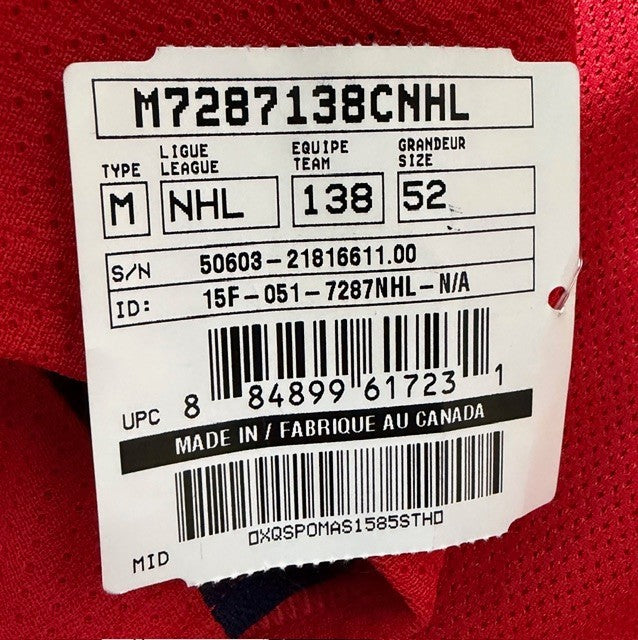 M7287138CNHL
TYPE LIGUE LEAGUE EQUIPE TEAM GRANDEUR SIZE
M NHL 138 52
S/N 50603-21816611.00
ID: 15F-051-7287NHL-N/A
UPC 8 84899 61723 1
MADE IN / FABRIQUE AU CANADA
0XQSPOMAS1585STH0
MID